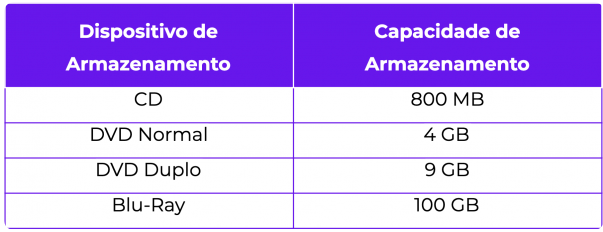 Dispositivo de Capacidade de
Armazenamento Armazenamento
CD 800 MB
DVD Normal 4 GB
DVD Duplo 9 GB
Blu-Ray 100 GB